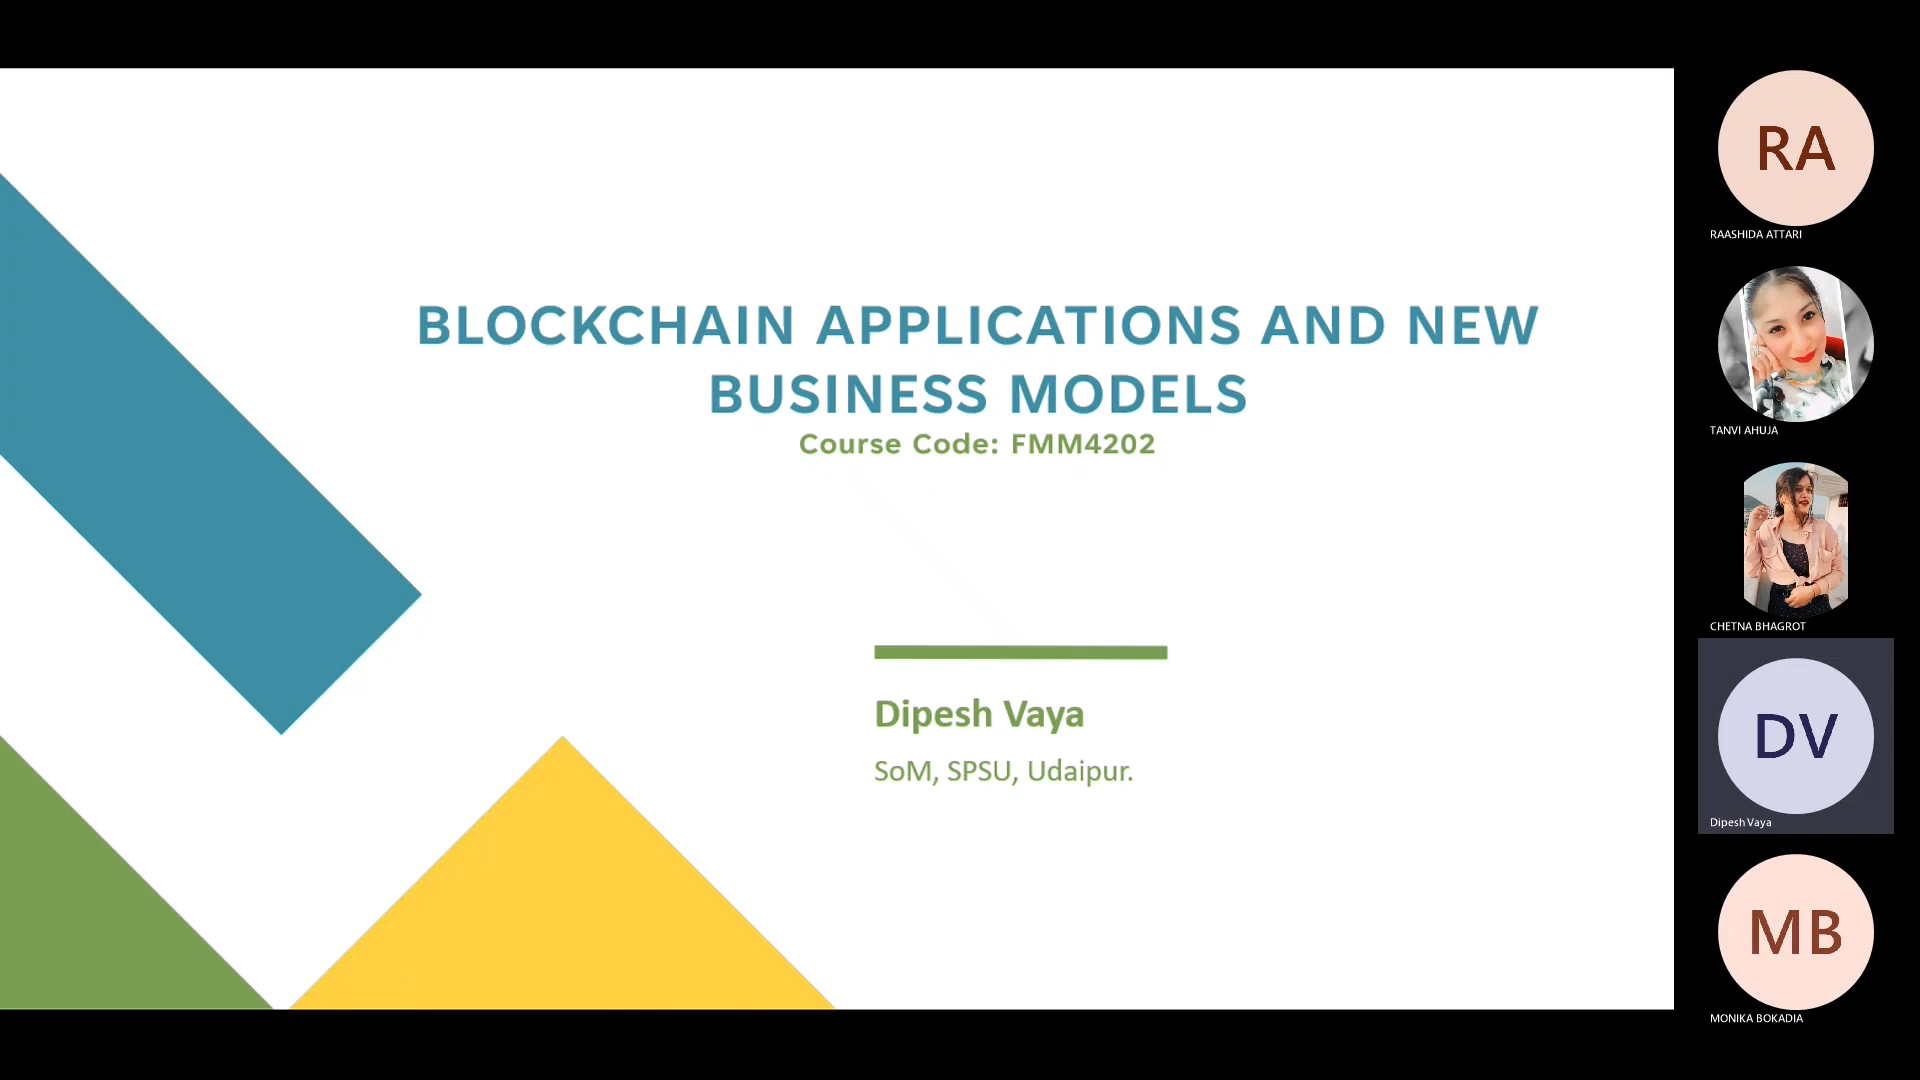 BLOCKCHAIN APPLICATIONS AND NEW
BUSINESS MODELS
Course Code: FMM4202
Dipesh Vaya
SoM, SPSU, Udaipur.
RA
RAASHIDA ATTARI
TANVI AHUJA
CHETNA BHAGROT
DV
Dipesh Vaya
MB
MONIKA BOKADIA